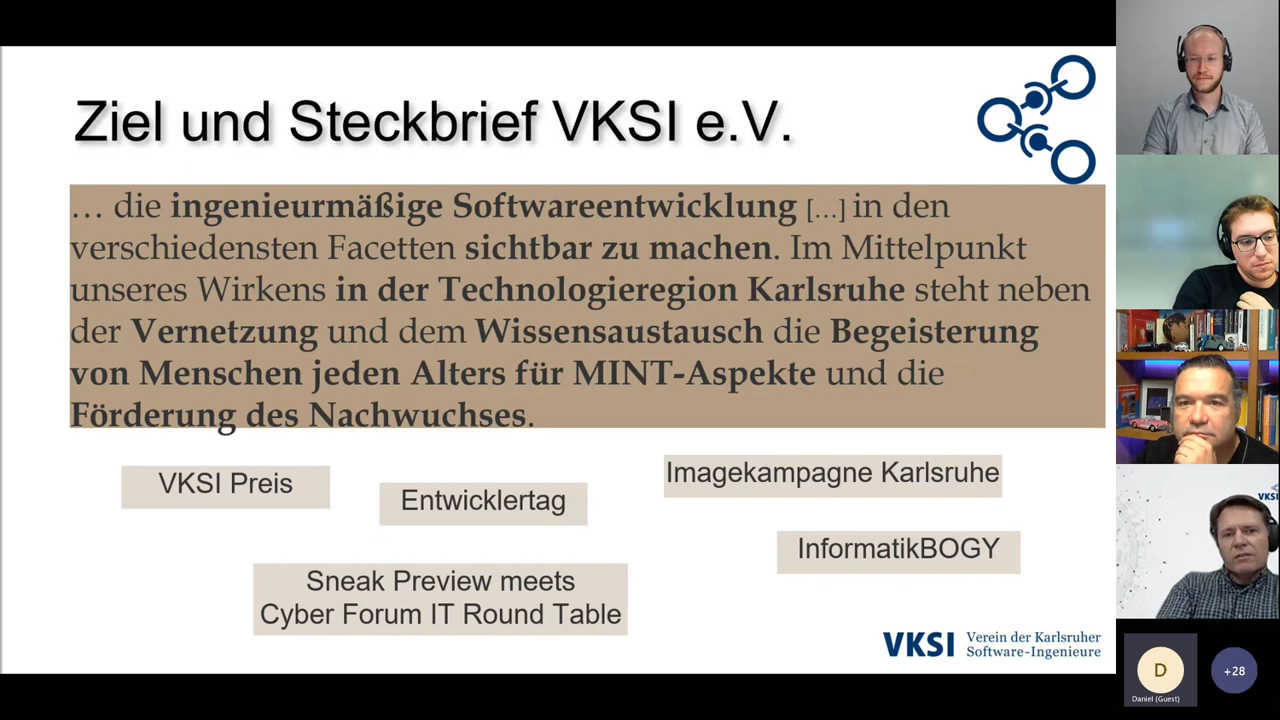 Ziel und Steckbrief VKSI e.V.
… die ingenieurmäßige Softwareentwicklung [...] in den
verschiedensten Facetten sichtbar zu machen. Im Mittelpunkt
unseres Wirkens in der Technologieregion Karlsruhe steht neben
der Vernetzung und dem Wissensaustausch die Begeisterung
von Menschen jeden Alters für MINT-Aspekte und die
Förderung des Nachwuchses.
VKSI Preis
Entwicklertag
Imagekampagne Karlsruhe
InformatikBOGY
Sneak Preview meets
Cyber Forum IT Round Table
VKSI Verein der Karlsruher
Software-Ingenieure
VKSI
D
Daniel (Guest)
+28